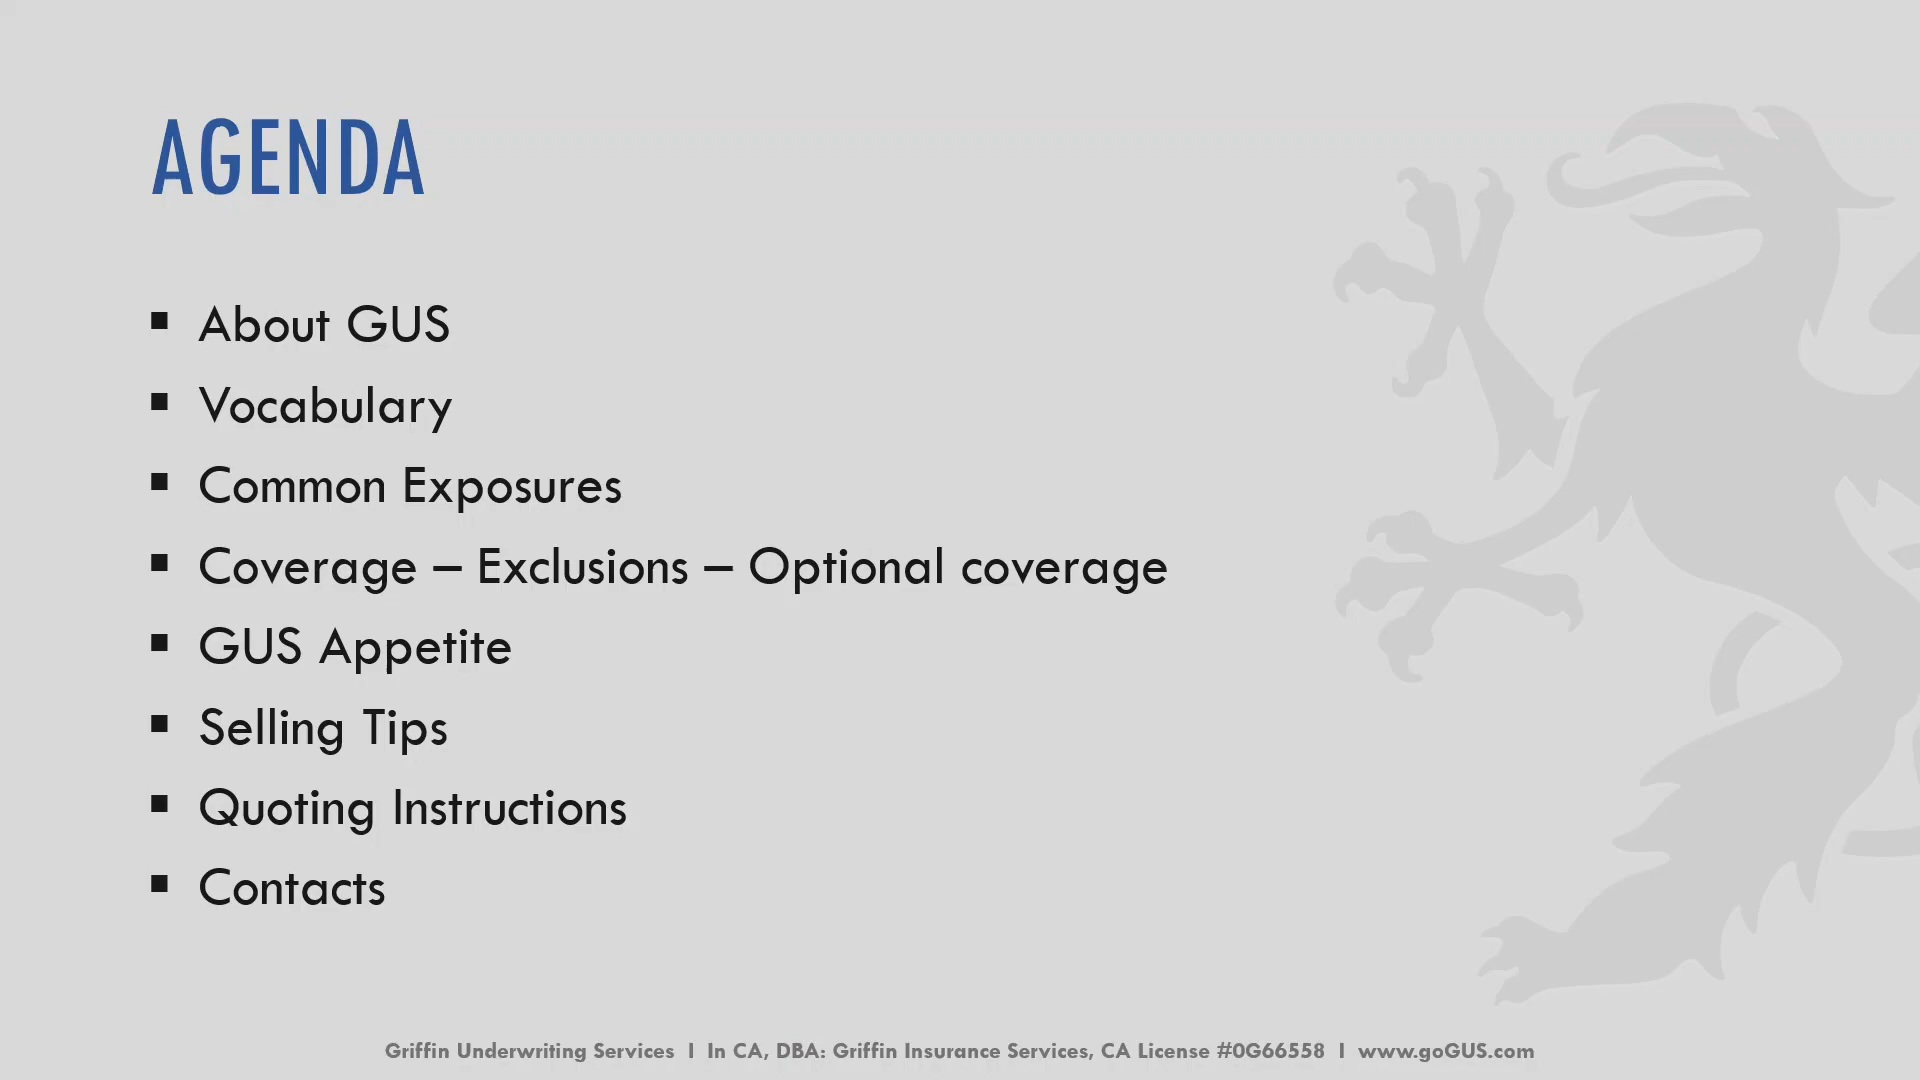 AGENDA
▪ About GUS
▪ Vocabulary
▪ Common Exposures
▪ Coverage – Exclusions – Optional coverage
▪ GUS Appetite
▪ Selling Tips
▪ Quoting Instructions
▪ Contacts
Griffin Underwriting Services I In CA, DBA: Griffin Insurance Services, CA License #0G66558 I www.goGUS.com